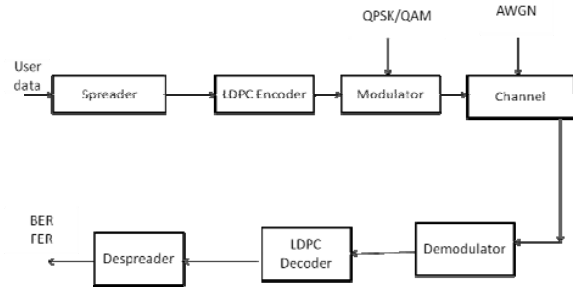 QPSK/QAM
AWGN
User
data
Spreader
LDPC Encoder
Modulator
Channel
BER
FER
Despreader
LDPC
Decoder
Demodulator